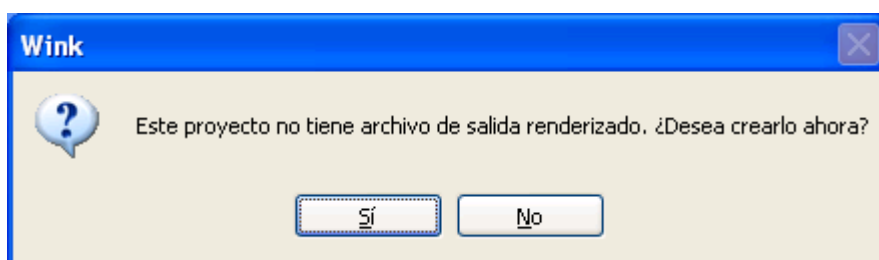 Wink
Este proyecto no tiene archivo de salida renderizado. ¿Desea crearlo ahora?
Sí
No